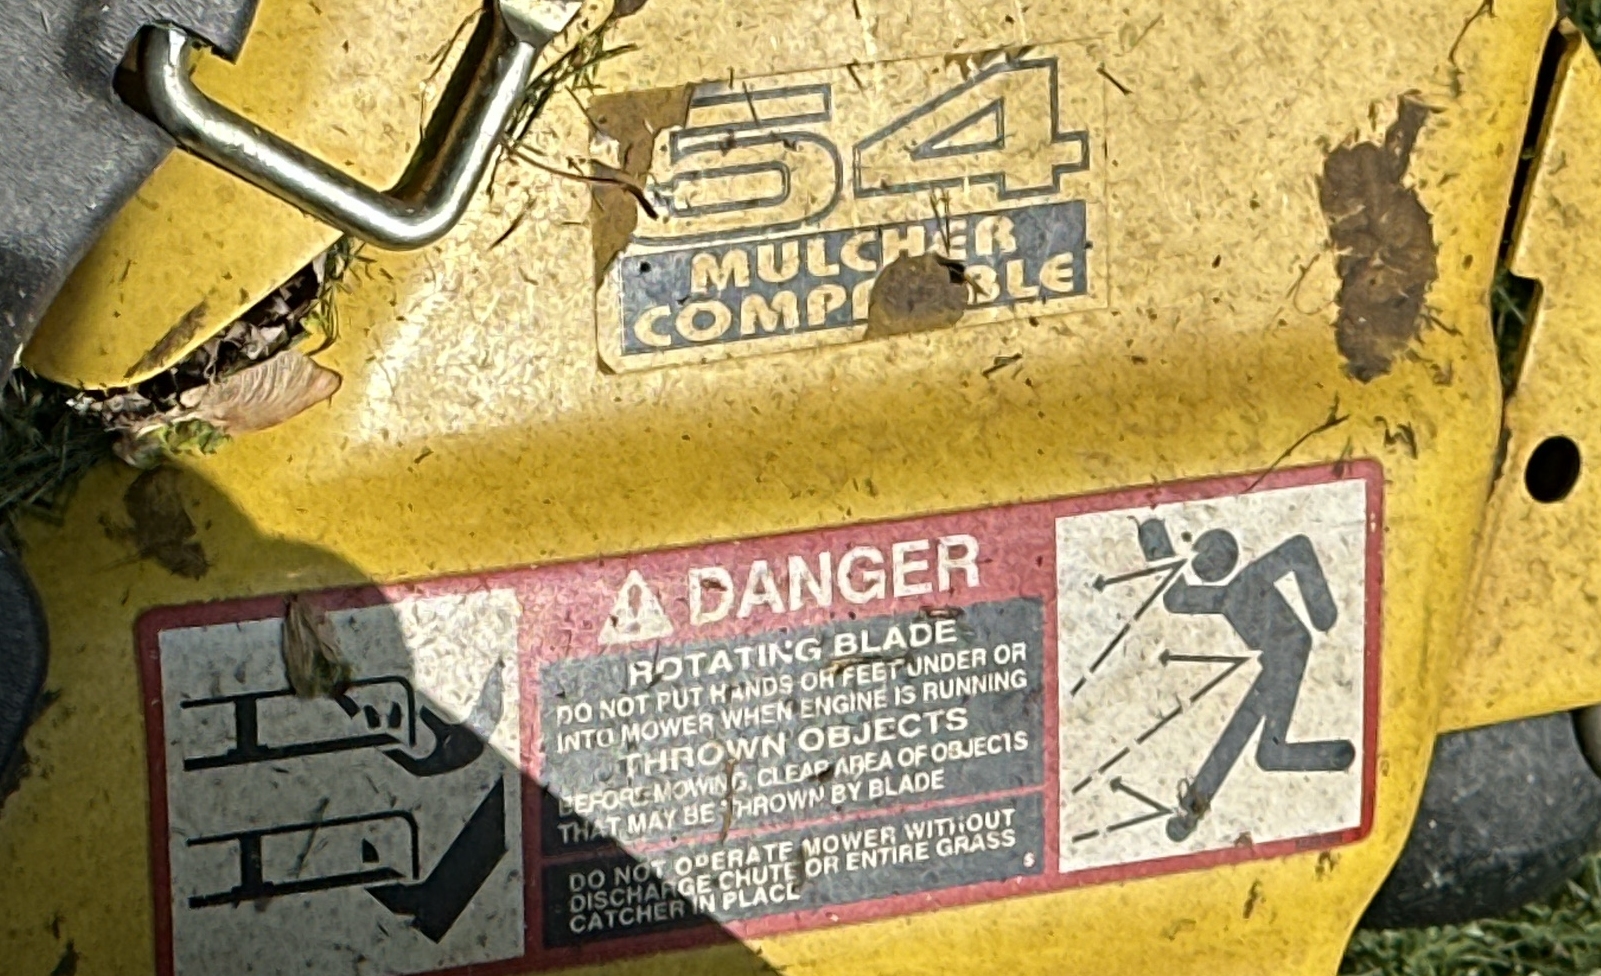 54
MULCHER
COMPATIBLE
DANGER
ROTATING BLADE
DO NOT PUT HANDS OR FEET UNDER OR
INTO MOWER WHEN ENGINE IS RUNNING
THROWN OBJECTS
BEFORE MOWING, CLEAR AREA OF OBJECTS
THAT MAY BE THROWN BY BLADE
DO NOT OPERATE MOWER WITHOUT
DISCHARGE CHUTE OR ENTIRE GRASS
CATCHER IN PLACE